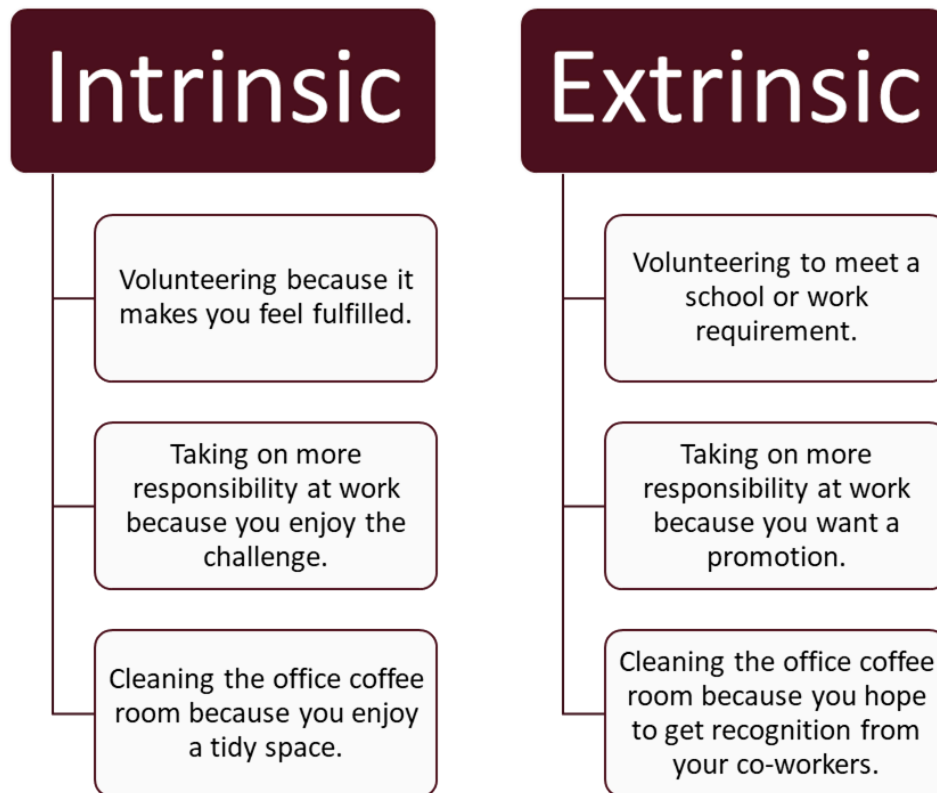 Intrinsic
Volunteering because it
makes you feel fulfilled.
Taking on more
responsibility at work
because you enjoy the
challenge.
Cleaning the office coffee
room because you enjoy
a tidy space.
Extrinsic
Volunteering to meet a
school or work
requirement.
Taking on more
responsibility at work
because you want a
promotion.
Cleaning the office coffee
room because you hope
to get recognition from
your co-workers.